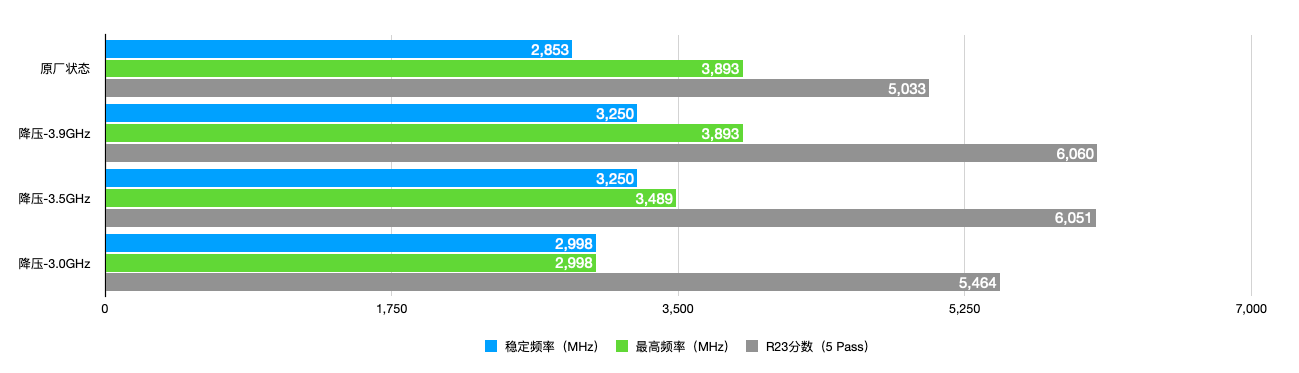 2,853
原厂状态
3,893
5,033
3,250
降压-3.9GHz
3,893
6,060
3,250
降压-3.5GHz
3,489
6,051
2,998
降压-3.0GHz
2,998
5,464
0 1,750 3,500 5,250 7,000
稳定频率（MHz） 最高频率（MHz） R23分数（5 Pass）